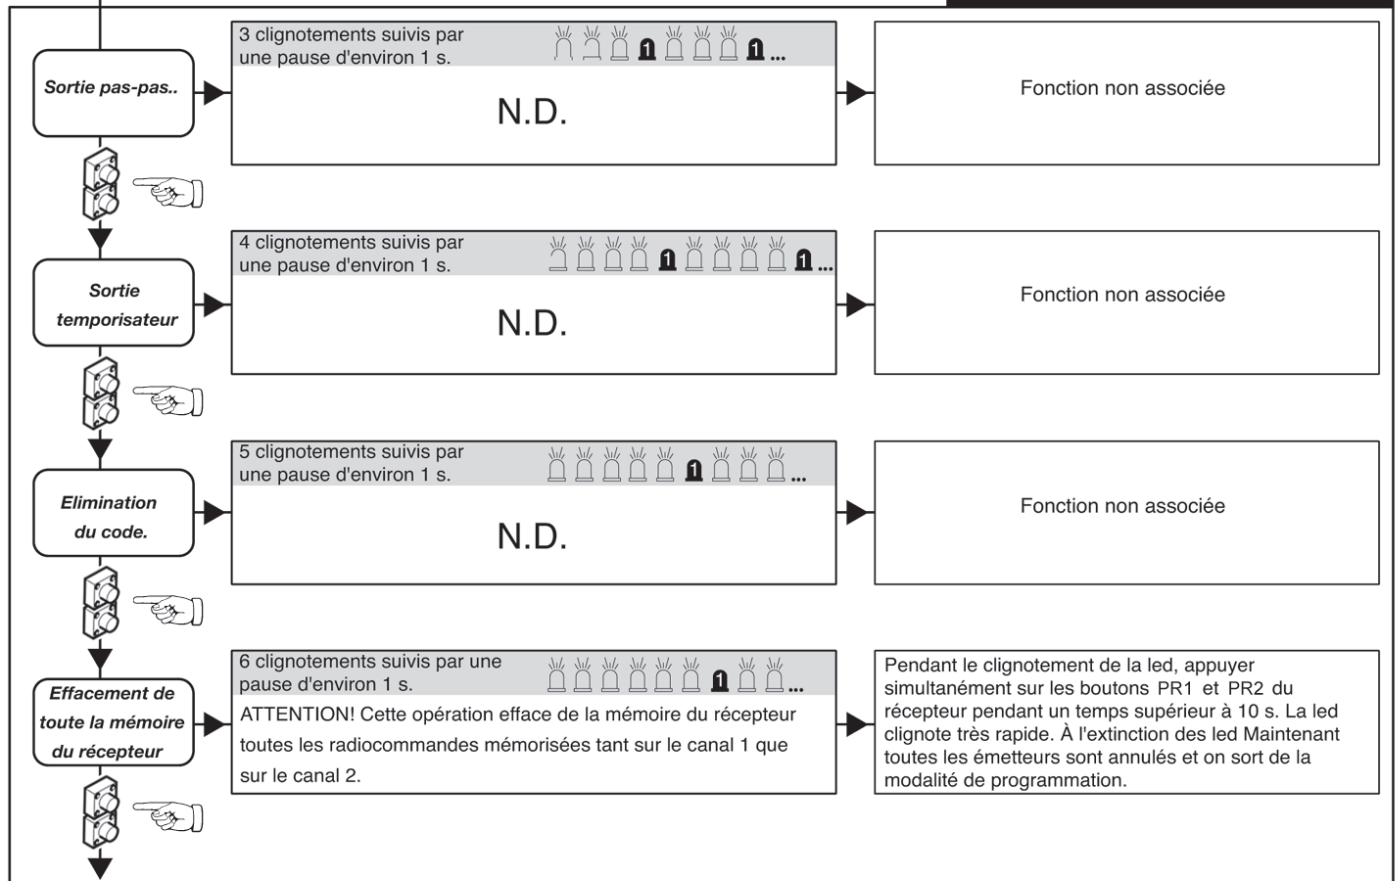 3 clignotements suivis par
une pause d'environ 1 s.
1
1
...
Sortie pas-pas..
N.D.
Fonction non associée
4 clignotements suivis par
une pause d'environ 1 s.
1
1
...
Sortie
temporisateur
N.D.
Fonction non associée
5 clignotements suivis par
une pause d'environ 1 s.
1
...
Elimination
du code.
N.D.
Fonction non associée
6 clignotements suivis par une
pause d'environ 1 s.
1
...
Effacement de
toute la mémoire
du récepteur
ATTENTION! Cette opération efface de la mémoire du récepteur
toutes les radiocommandes mémorisées tant sur le canal 1 que
sur le canal 2.
Pendant le clignotement de la led, appuyer
simultanément sur les boutons PR1 et PR2 du
récepteur pendant un temps supérieur à 10 s. La led
clignote très rapide. À l'extinction des led Maintenant
toutes les émetteurs sont annulés et on sort de la
modalité de programmation.